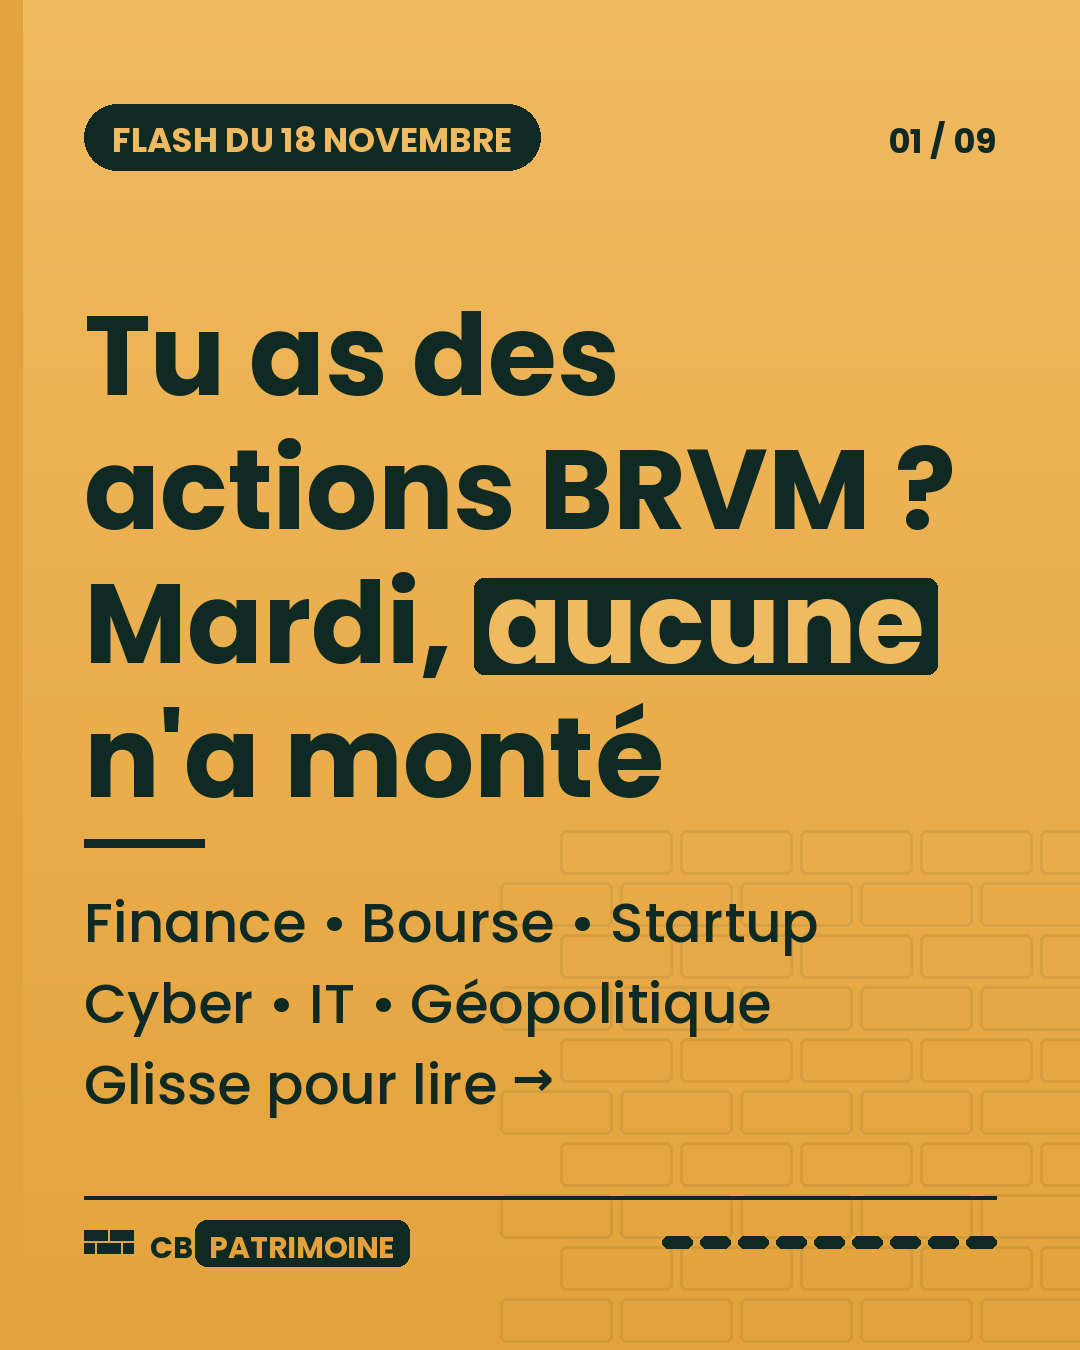 FLASH DU 18 NOVEMBRE
01 / 09
Tu as des
actions BRVM ?
Mardi, aucune
n'a monté
Finance • Bourse • Startup
Cyber • IT • Géopolitique
Glisse pour lire →
CB PATRIMOINE